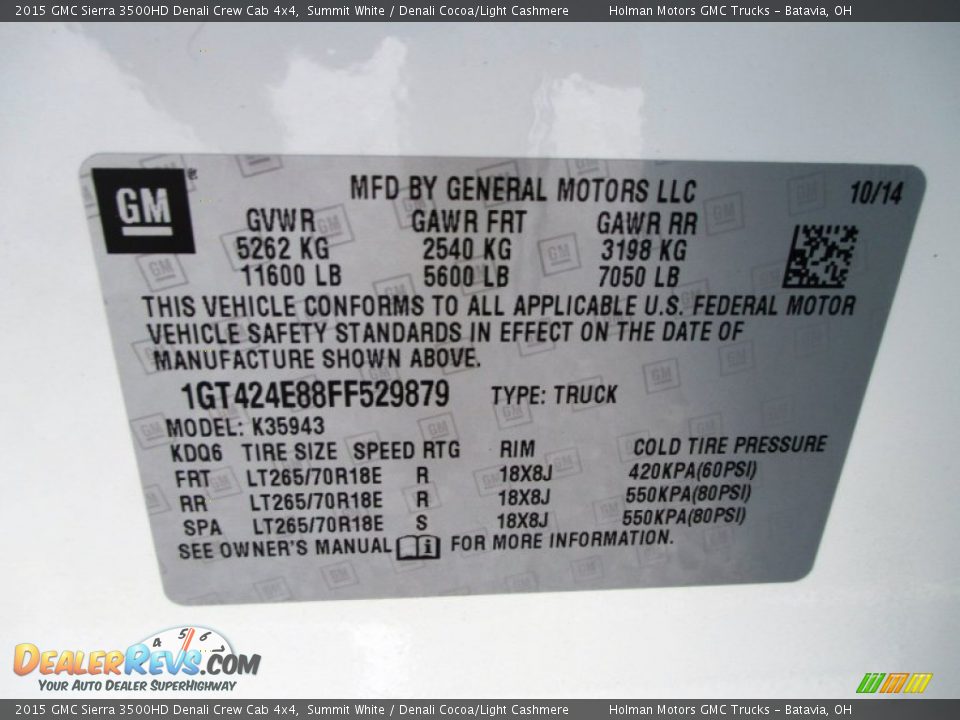 2015 GMC Sierra 3500HD Denali Crew Cab 4x4, Summit White / Denali Cocoa/Light Cashmere Holman Motors GMC Trucks - Batavia, OH
GM
MFD BY GENERAL MOTORS LLC 10/14
GVWR GAWR FRT GAWR RR
5262 KG 2540 KG 3198 KG
11600 LB 5600 LB 7050 LB
THIS VEHICLE CONFORMS TO ALL APPLICABLE U.S. FEDERAL MOTOR
VEHICLE SAFETY STANDARDS IN EFFECT ON THE DATE OF
MANUFACTURE SHOWN ABOVE.
1GT424E88FF529879 TYPE: TRUCK
MODEL: K35943
KDQ6 TIRE SIZE SPEED RTG RIM COLD TIRE PRESSURE
FRT LT265/70R18E R 18X8J 420KPA(60PSI)
RR LT265/70R18E R 18X8J 550KPA(80PSI)
SPA LT265/70R18E S 18X8J 550KPA(80PSI)
SEE OWNER'S MANUAL i FOR MORE INFORMATION.
4 5 6
DEALERREVS.COM
YOUR AUTO DEALER SUPERHIGHWAY
2015 GMC Sierra 3500HD Denali Crew Cab 4x4, Summit White / Denali Cocoa/Light Cashmere Holman Motors GMC Trucks - Batavia, OH